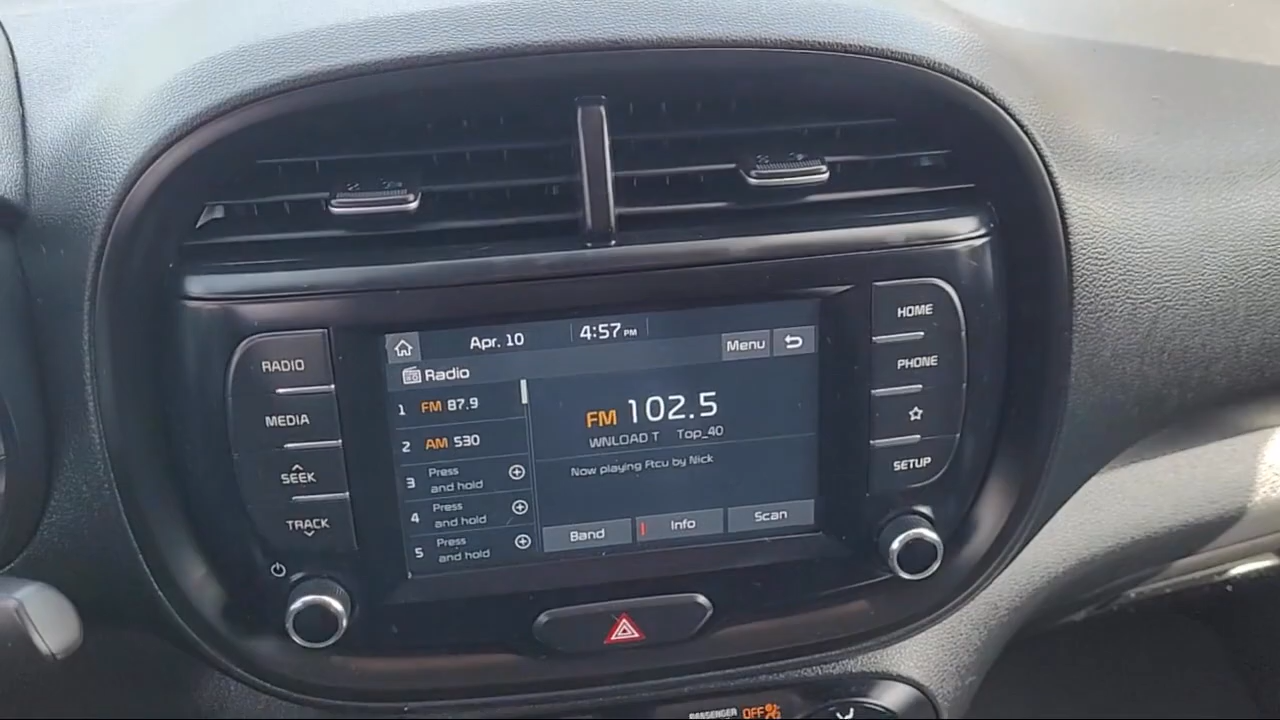 Apr. 10
4:57 PM
Menu
Radio
1 FM 87.9
2 AM 530
3 Press and hold
4 Press and hold
5 Press and hold
FM 102.5
WNLOAD T Top_40
Now playing Ftcu by Nick
Band
Info
Scan
RADIO
MEDIA
SEEK
TRACK
HOME
PHONE
SETUP
PASSENGER OFF